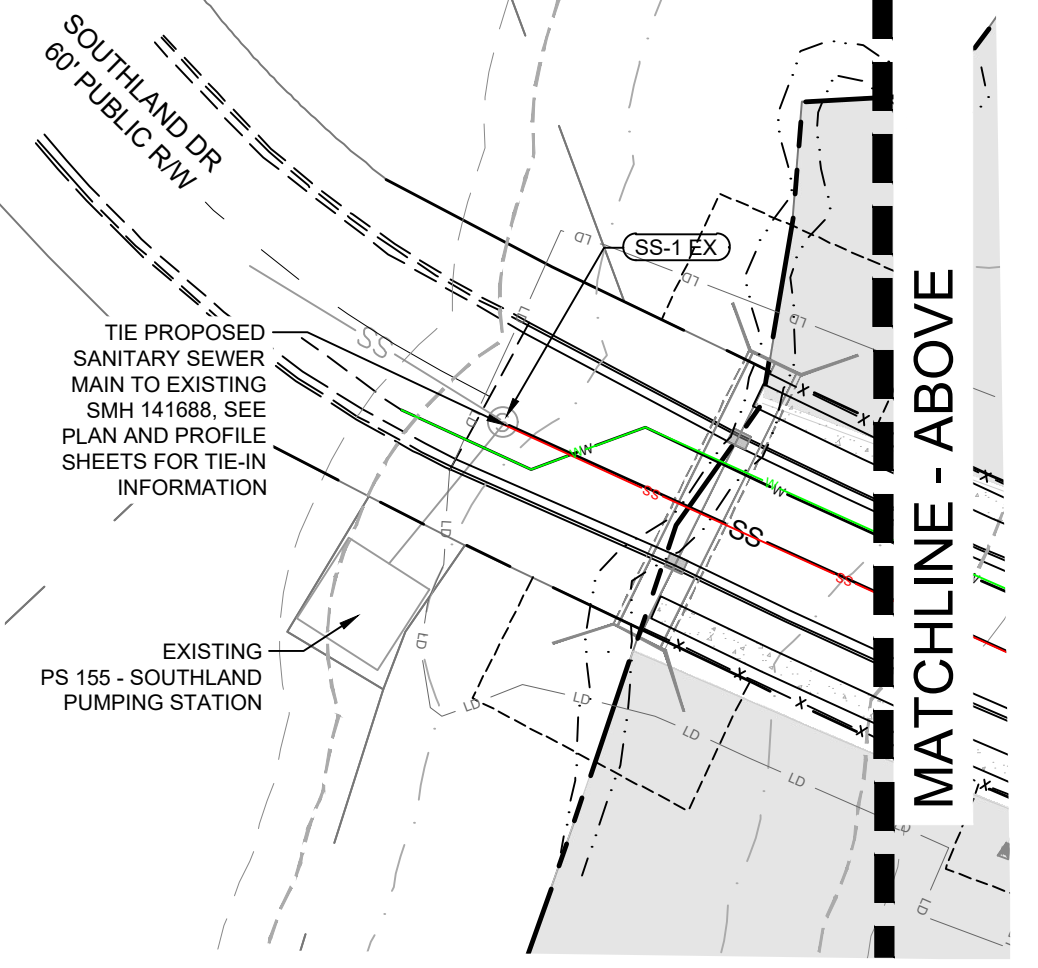 SOUTHLAND DR
60' PUBLIC R/W
SS-1 EX
TIE PROPOSED
SANITARY SEWER
MAIN TO EXISTING
SMH 141688, SEE
PLAN AND PROFILE
SHEETS FOR TIE-IN
INFORMATION
EXISTING
PS 155 - SOUTHLAND
PUMPING STATION
MATCHLINE - ABOVE
SS
SS
SS
SS
W
W
W
LD
LD
LD
LD
LD
LD
LD
LD
LD
LD
LD
X
X
X
X
X
X
X
X